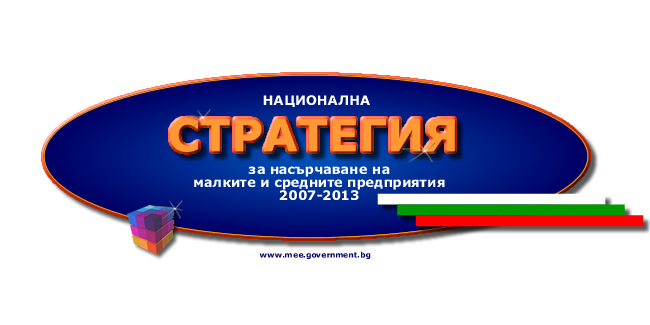 НАЦИОНАЛНА
СТРАТЕГИЯ
за насърчаване на
малките и средните предприятия
2007-2013
www.mee.government.bg